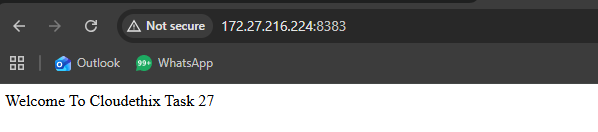 Not secure 172.27.216.224:8383
Outlook 99+ WhatsApp
Welcome To Cloudethix Task 27